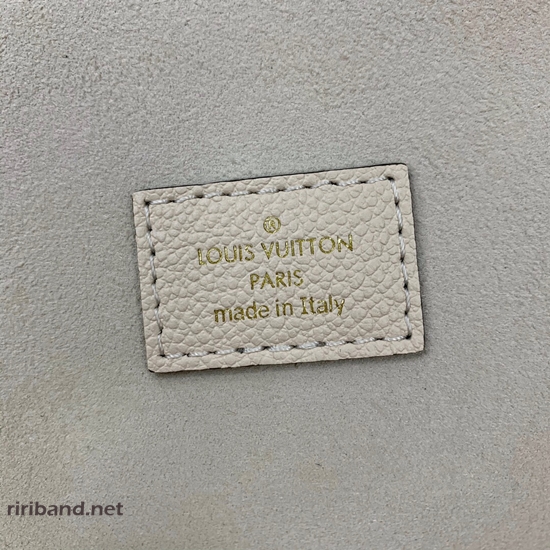 ®
LOUIS VUITTON
PARIS
made in Italy
ririband.net